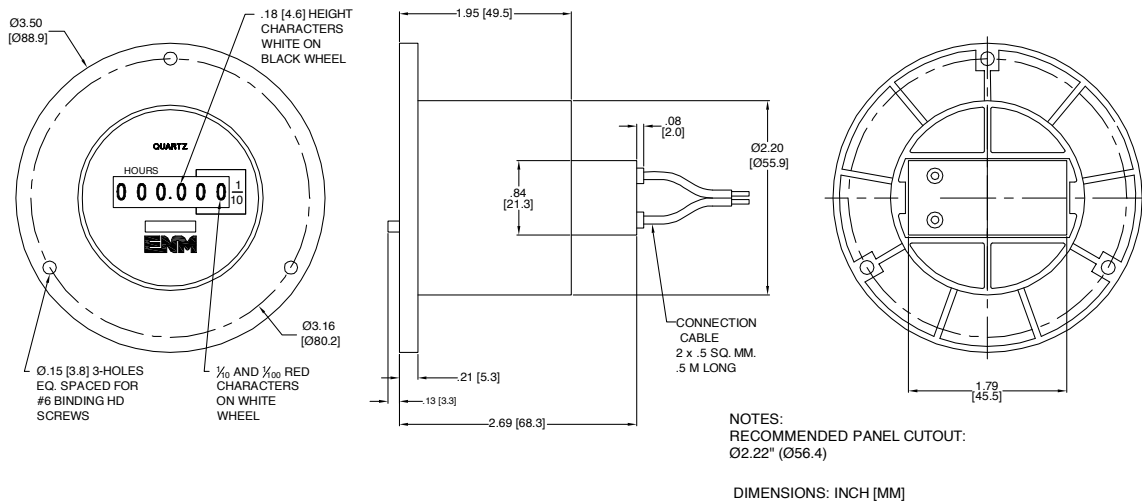 Ø3.50
[Ø88.9]
.18 [4.6] HEIGHT
CHARACTERS
WHITE ON
BLACK WHEEL
QUARTZ
HOURS
0 0 0 . 0 0 0 1/10
ENM
Ø3.16
[Ø80.2]
Ø.15 [3.8] 3-HOLES
EQ. SPACED FOR
#6 BINDING HD
SCREWS
1/10 AND 1/100 RED
CHARACTERS
ON WHITE
WHEEL
1.95 [49.5]
.08
[2.0]
Ø2.20
[Ø55.9]
.84
[21.3]
CONNECTION
CABLE
2 x .5 SQ. MM.
.5 M LONG
.21 [5.3]
.13 [3.3]
2.69 [68.3]
1.79
[45.5]
NOTES:
RECOMMENDED PANEL CUTOUT:
Ø2.22" (Ø56.4)
DIMENSIONS: INCH [MM]